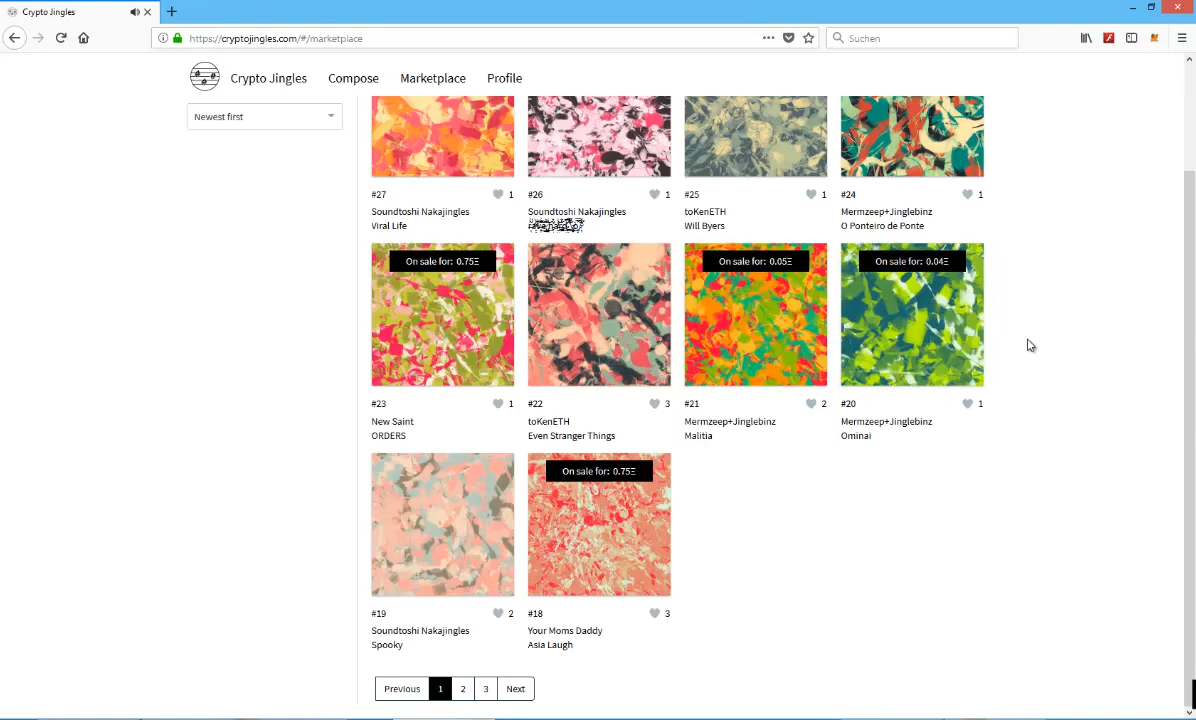 Crypto Jingles
https://cryptojingles.com/#/marketplace
Suchen
Crypto Jingles Compose Marketplace Profile
Newest first
#27 1
Soundtoshi Nakajingles
Viral Life
#26 1
Soundtoshi Nakajingles
#25 1
toKenETH
Will Byers
#24 1
Mermzeep+Jinglebinz
O Ponteiro de Ponte
On sale for: 0.75Ξ
#23 1
New Saint
ORDERS
#22 3
toKenETH
Even Stranger Things
On sale for: 0.05Ξ
#21 2
Mermzeep+Jinglebinz
Malitia
On sale for: 0.04Ξ
#20 1
Mermzeep+Jinglebinz
Ominai
#19 2
Soundtoshi Nakajingles
Spooky
On sale for: 0.75Ξ
#18 3
Your Moms Daddy
Asia Laugh
Previous 1 2 3 Next